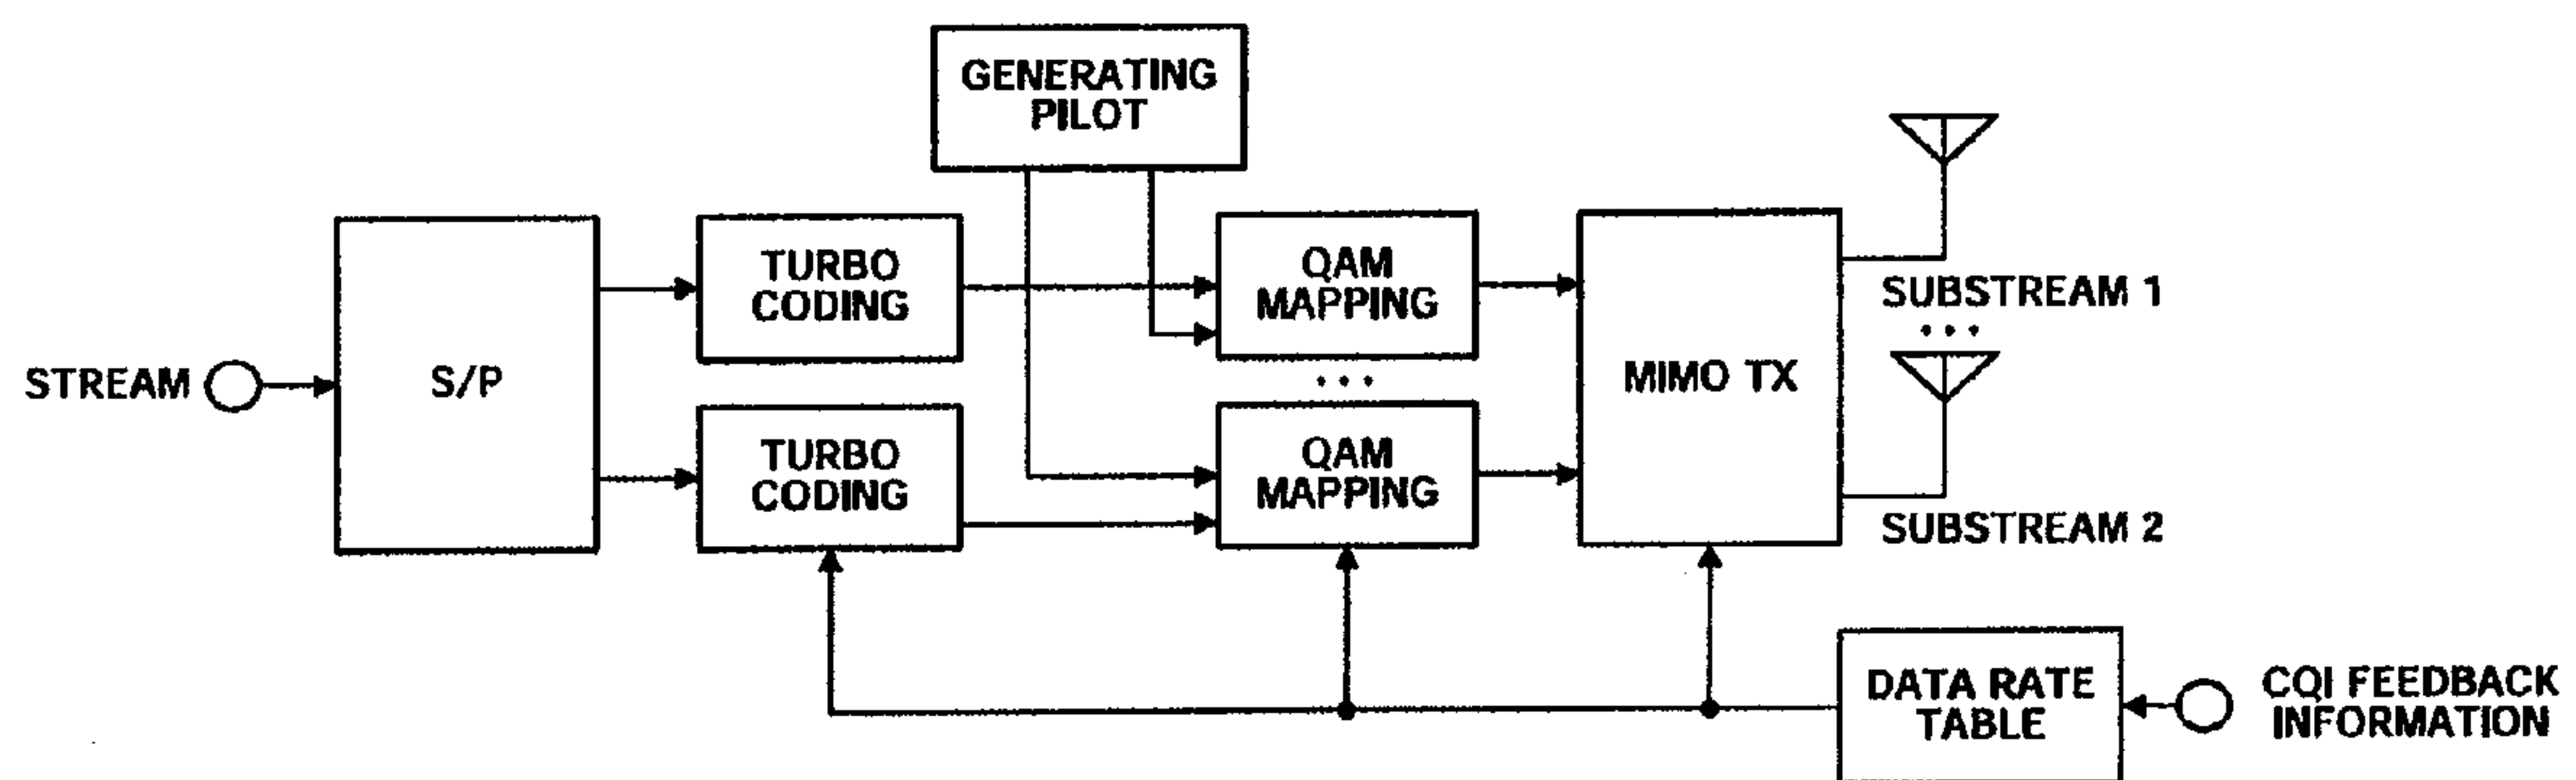 GENERATING
PILOT
STREAM
S/P
TURBO
CODING
QAM
MAPPING
MIMO TX
SUBSTREAM 1
...
...
TURBO
CODING
QAM
MAPPING
SUBSTREAM 2
DATA RATE
TABLE
CQI FEEDBACK
INFORMATION